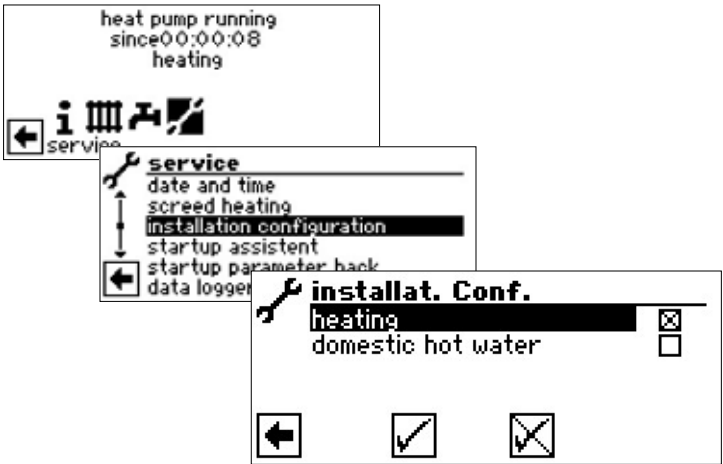 heat pump running
since00:00:08
heating
service
service
date and time
screed heating
installation configuration
startup assistent
startup parameter back
data logger
installat. Conf.
heating
domestic hot water